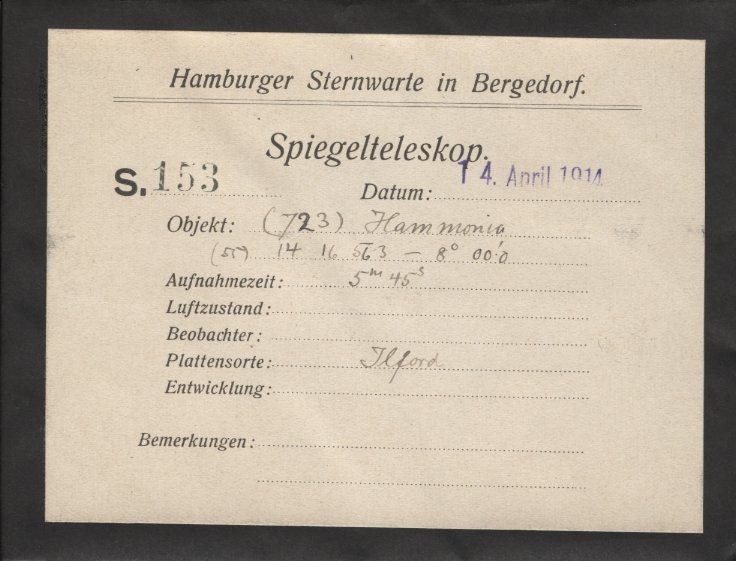 Hamburger Sternwarte in Bergedorf.
Spiegelteleskop.
S. 153
Datum: 14. April 1914
Objekt: (723) Hammonia
14 16 56 3 – 8° 00'.0
Aufnahmezeit: 5m 45s
Luftzustand:
Beobachter:
Plattensorte: Ilford
Entwicklung:
Bemerkungen: